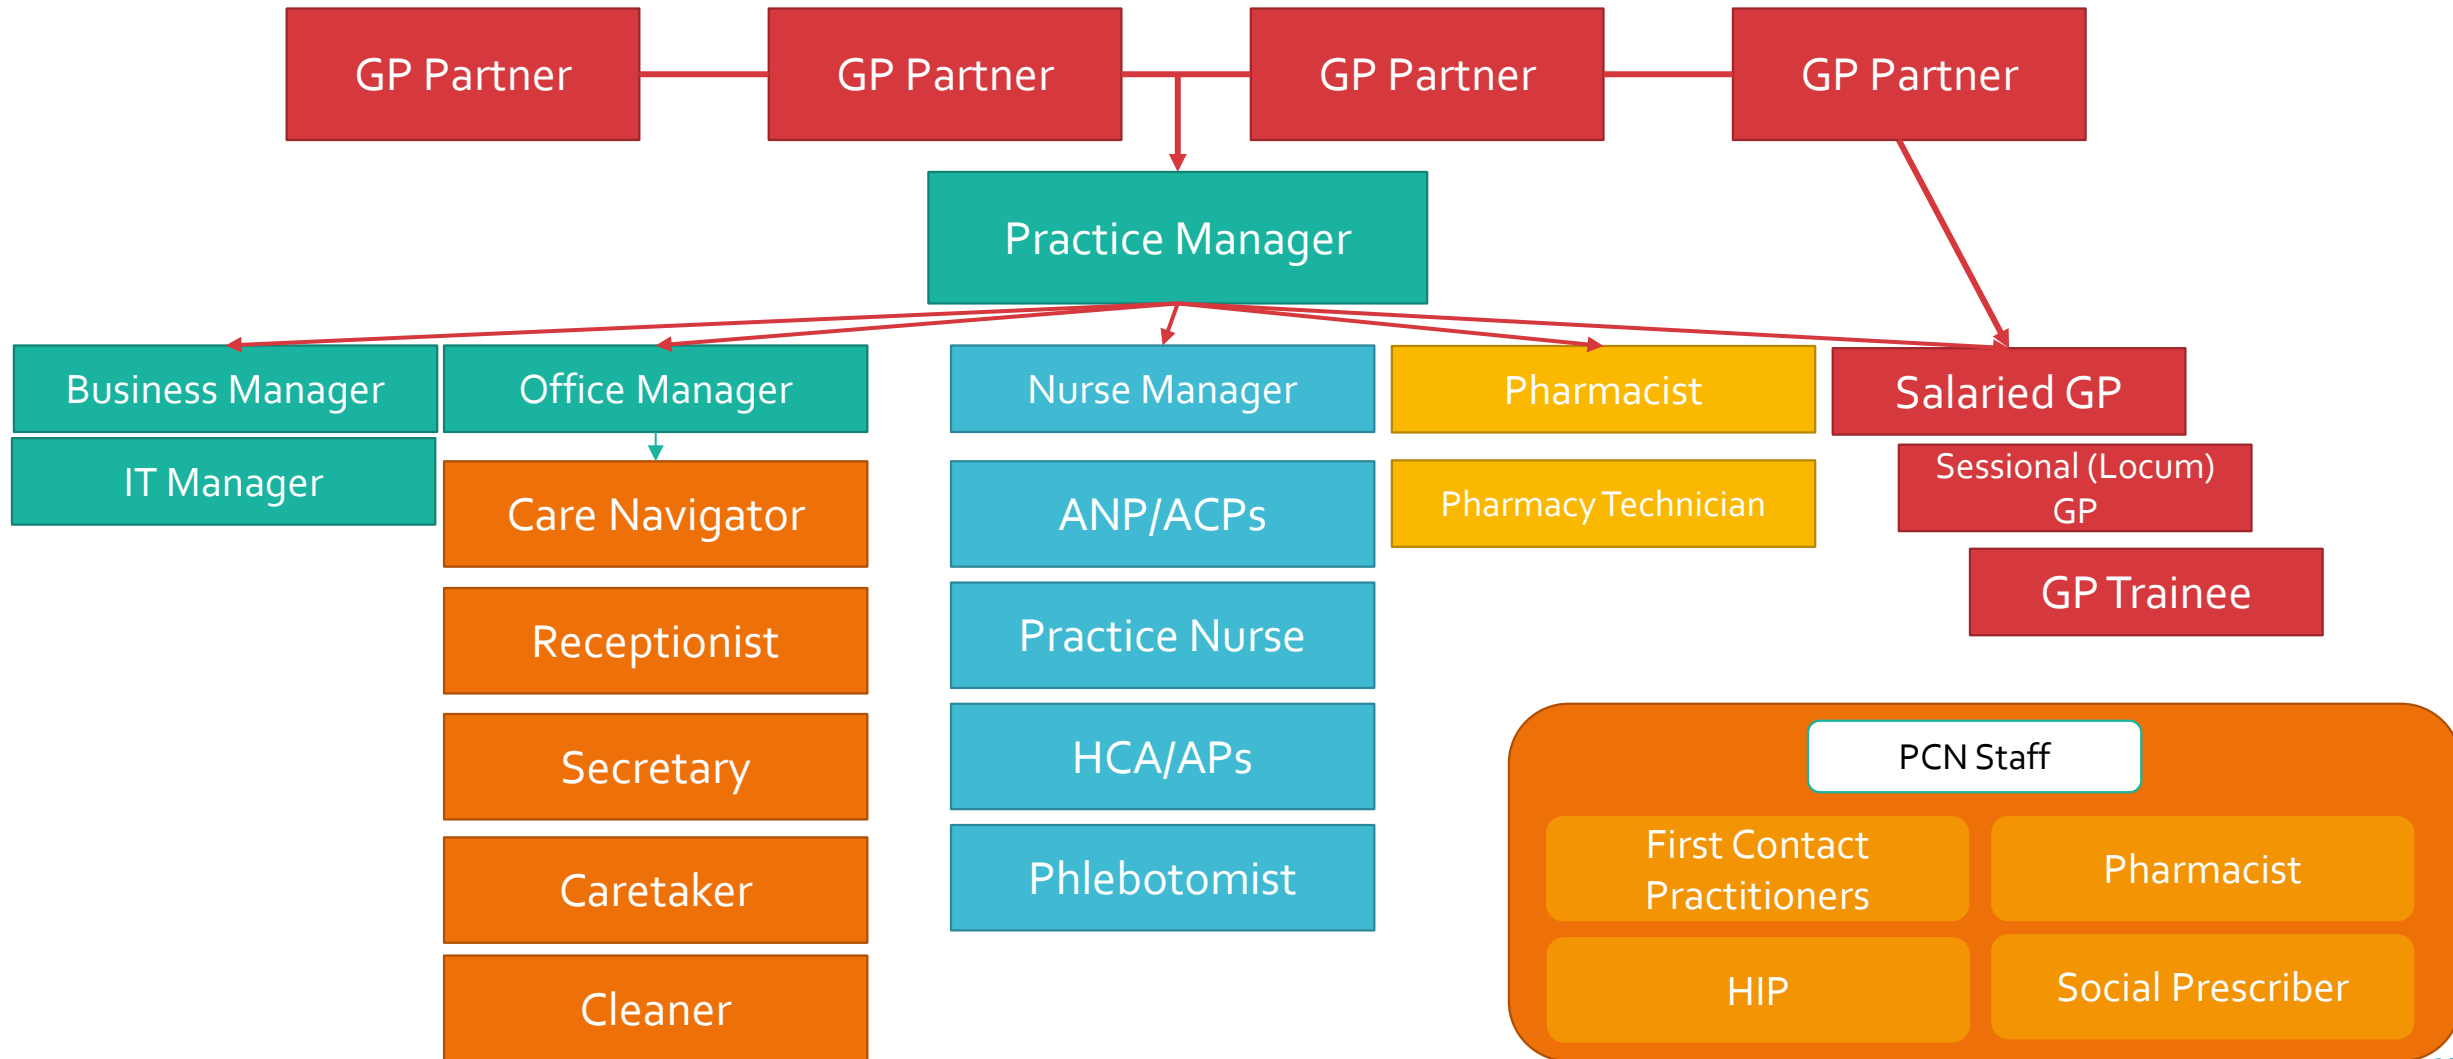 GP Partner
GP Partner
GP Partner
GP Partner
Practice Manager
Business Manager
Office Manager
Nurse Manager
Pharmacist
Salaried GP
IT Manager
Sessional (Locum)
GP
Care Navigator
ANP/ACPs
Pharmacy Technician
GP Trainee
Receptionist
Practice Nurse
Secretary
HCA/APs
PCN Staff
Caretaker
Phlebotomist
First Contact
Practitioners
Pharmacist
Cleaner
HIP
Social Prescriber